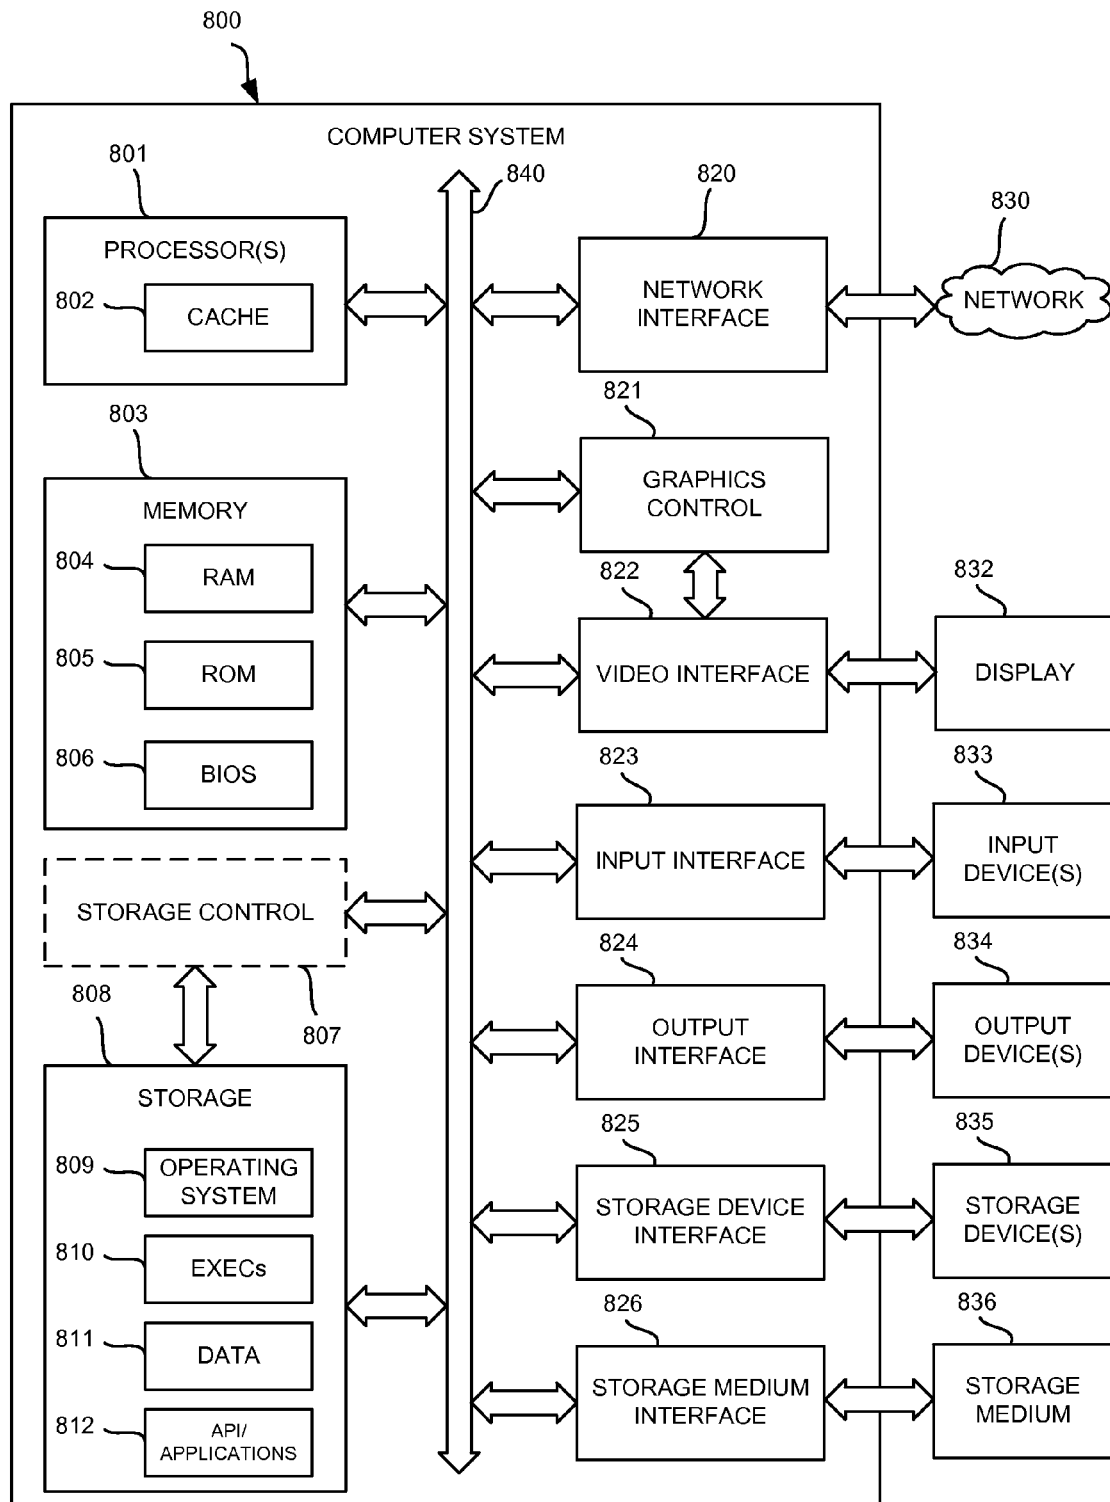 800
COMPUTER SYSTEM
801
840
820
830
PROCESSOR(S)
802
CACHE
NETWORK
INTERFACE
NETWORK
803
821
MEMORY
GRAPHICS
CONTROL
804
RAM
822
832
805
ROM
VIDEO INTERFACE
DISPLAY
806
BIOS
823
833
STORAGE CONTROL
INPUT INTERFACE
INPUT
DEVICE(S)
808
807
824
834
OUTPUT
INTERFACE
OUTPUT
DEVICE(S)
STORAGE
809
OPERATING
SYSTEM
825
835
810
EXECs
STORAGE DEVICE
INTERFACE
STORAGE
DEVICE(S)
811
DATA
826
836
812
API/
APPLICATIONS
STORAGE MEDIUM
INTERFACE
STORAGE
MEDIUM